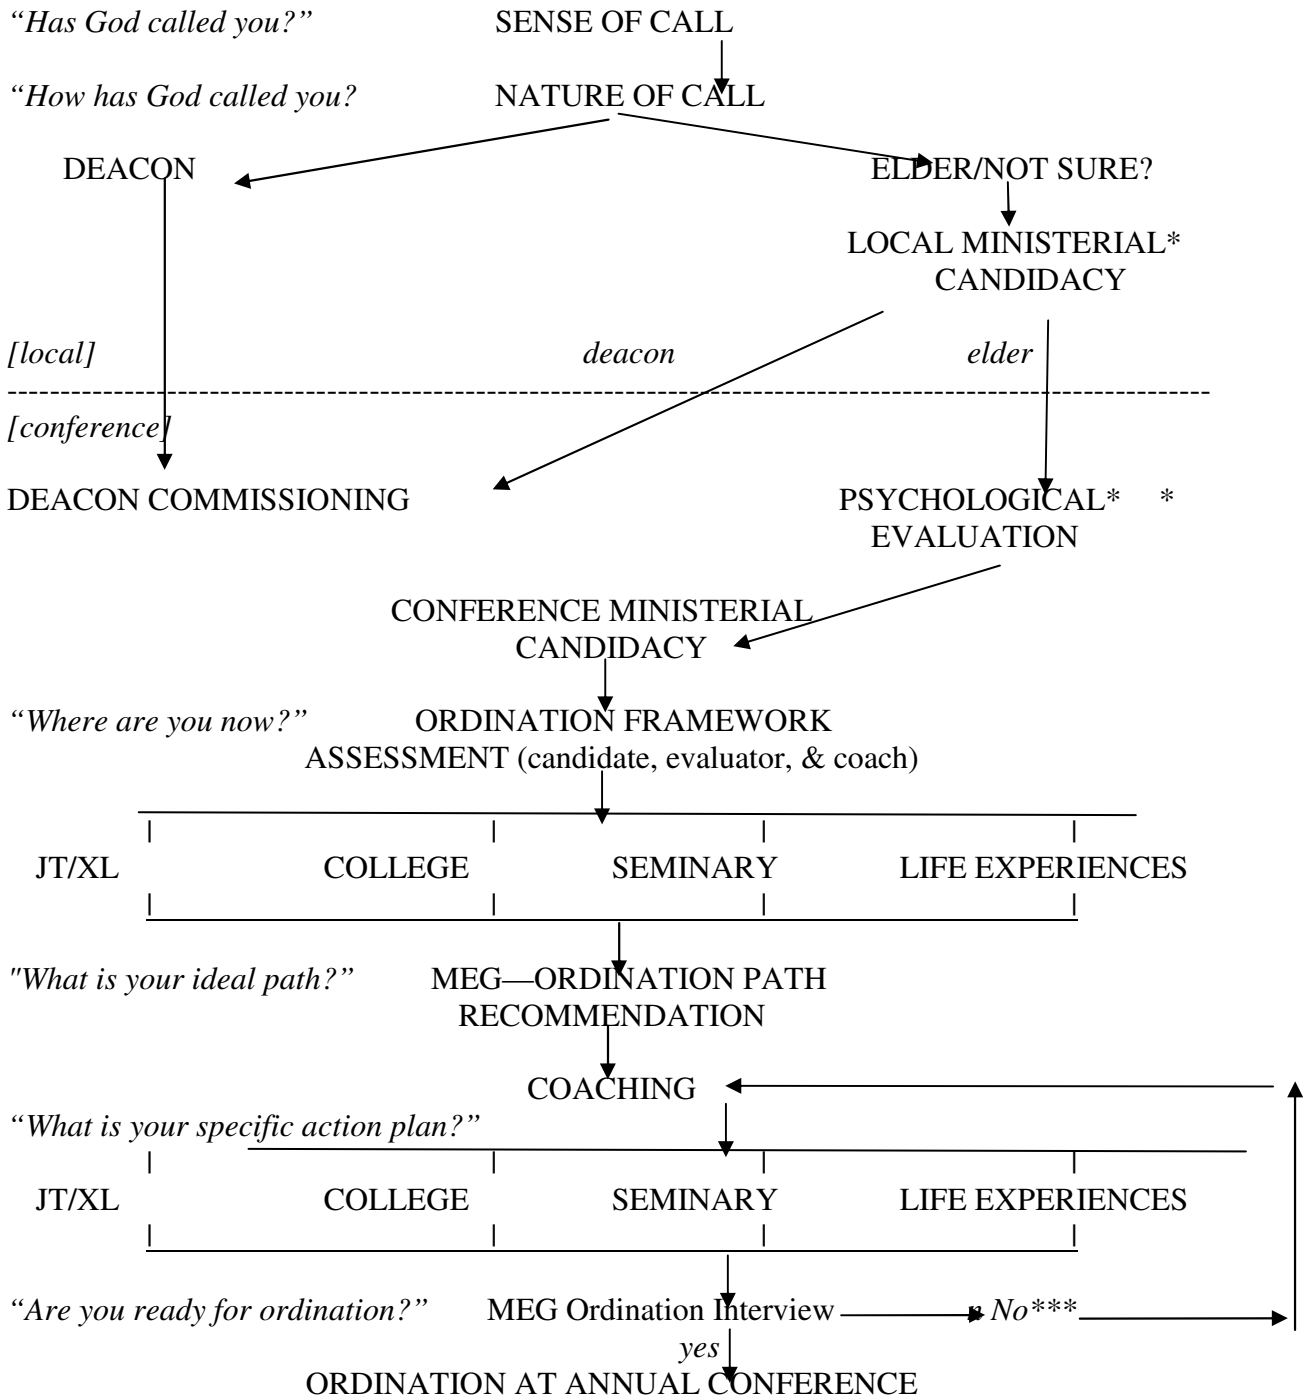 “Has God called you?” SENSE OF CALL
“How has God called you? NATURE OF CALL
DEACON ELDER/NOT SURE?
LOCAL MINISTERIAL*
CANDIDACY
[local] deacon elder
[conference]
DEACON COMMISSIONING PSYCHOLOGICAL* *
EVALUATION
CONFERENCE MINISTERIAL
CANDIDACY
“Where are you now?” ORDINATION FRAMEWORK
ASSESSMENT (candidate, evaluator, & coach)
JT/XL COLLEGE SEMINARY LIFE EXPERIENCES
"What is your ideal path?” MEG—ORDINATION PATH
RECOMMENDATION
COACHING
“What is your specific action plan?”
JT/XL COLLEGE SEMINARY LIFE EXPERIENCES
“Are you ready for ordination?” MEG Ordination Interview No***
yes
ORDINATION AT ANNUAL CONFERENCE